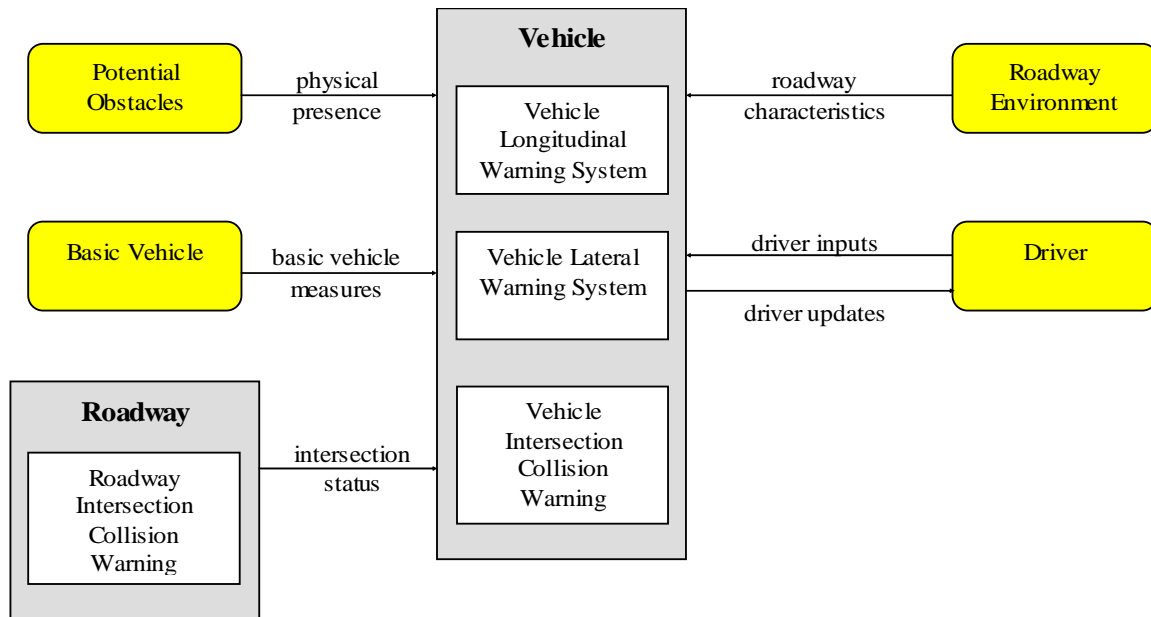 Vehicle
Potential
Obstacles
physical
presence
Vehicle
Longitudinal
Warning System
roadway
characteristics
Roadway
Environment
Basic Vehicle
basic vehicle
measures
Vehicle Lateral
Warning System
driver inputs
driver updates
Driver
Roadway
Roadway
Intersection
Collision
Warning
intersection
status
Vehicle
Intersection
Collision
Warning